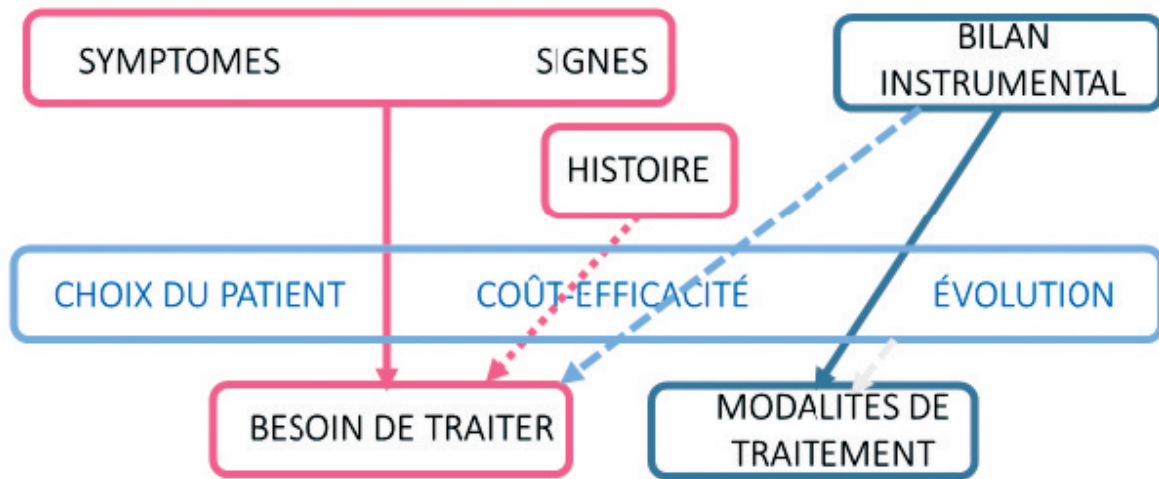 SYMPTOMES SIGNES
BILAN
INSTRUMENTAL
HISTOIRE
CHOIX DU PATIENT COÛT-EFFICACITÉ ÉVOLUTION
BESOIN DE TRAITER
MODALITES DE
TRAITEMENT